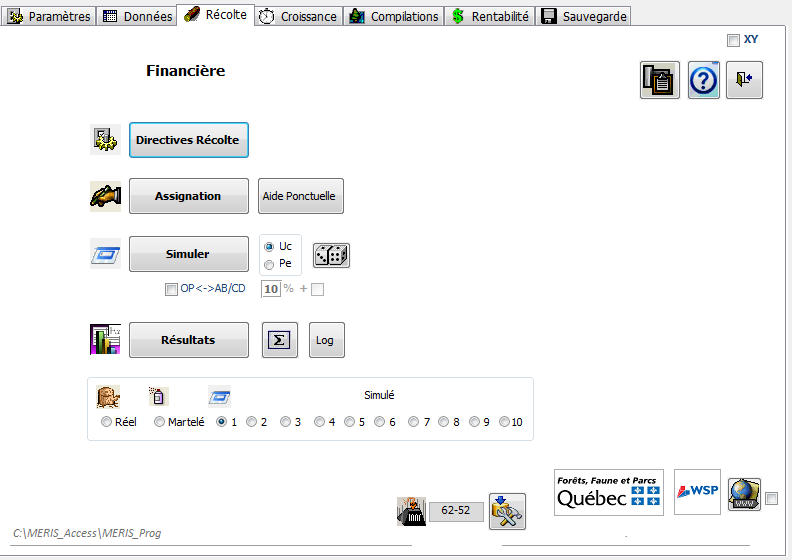 Paramètres Données Récolte Croissance Compilations Rentabilité Sauvegarde
XY
Financière
Directives Récolte
Assignation Aide Ponctuelle
Simuler Uc
Pe
OP<->AB/CD 10 % +
Résultats Σ Log
Simulé
Réel Martelé 1 2 3 4 5 6 7 8 9 10
Forêts, Faune et Parcs
Québec WSP
62-52
C:\MERIS_Access\MERIS_Prog